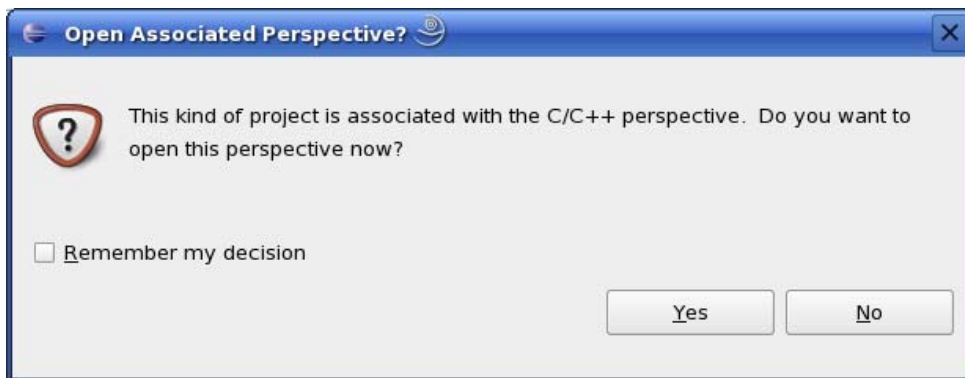 Open Associated Perspective?
This kind of project is associated with the C/C++ perspective. Do you want to
open this perspective now?
Remember my decision
Yes
No